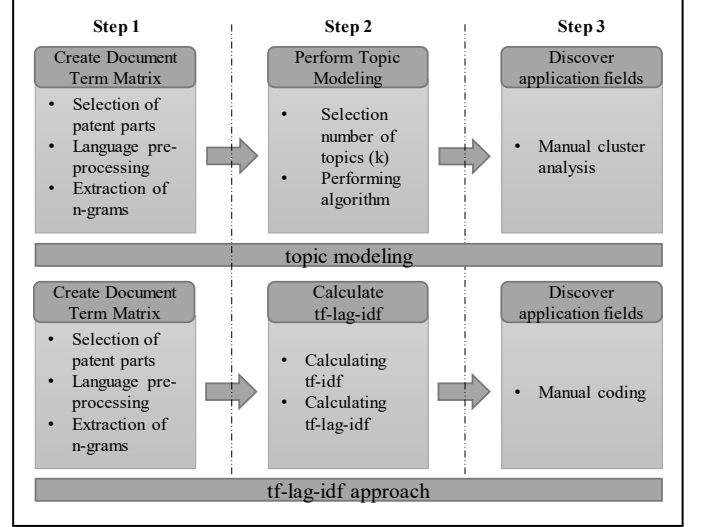 Step 1
Step 2
Step 3
Create Document
Term Matrix
• Selection of
patent parts
• Language pre-
processing
• Extraction of
n-grams
Perform Topic
Modeling
• Selection
number of
topics (k)
• Performing
algorithm
Discover
application fields
• Manual cluster
analysis
topic modeling
Create Document
Term Matrix
• Selection of
patent parts
• Language pre-
processing
• Extraction of
n-grams
Calculate
tf-lag-idf
• Calculating
tf-idf
• Calculating
tf-lag-idf
Discover
application fields
• Manual coding
tf-lag-idf approach